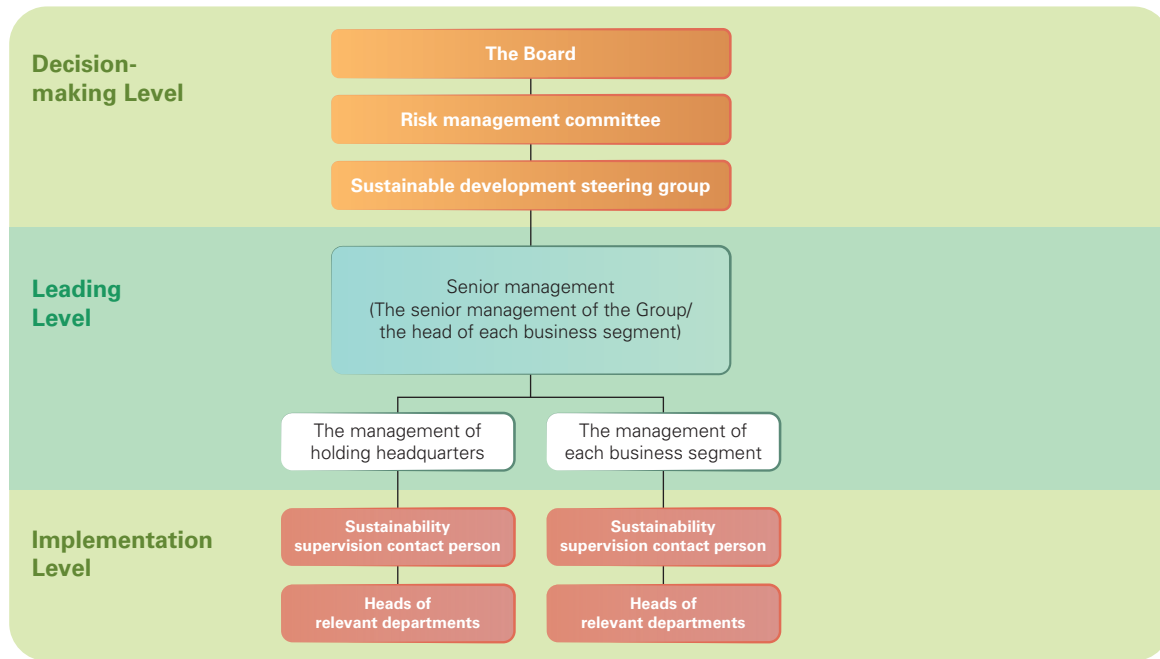 Decision-
making Level
The Board
Risk management committee
Sustainable development steering group
Leading
Level
Senior management
(The senior management of the Group/
the head of each business segment)
The management of
holding headquarters
The management of
each business segment
Implementation
Level
Sustainability
supervision contact person
Sustainability
supervision contact person
Heads of
relevant departments
Heads of
relevant departments